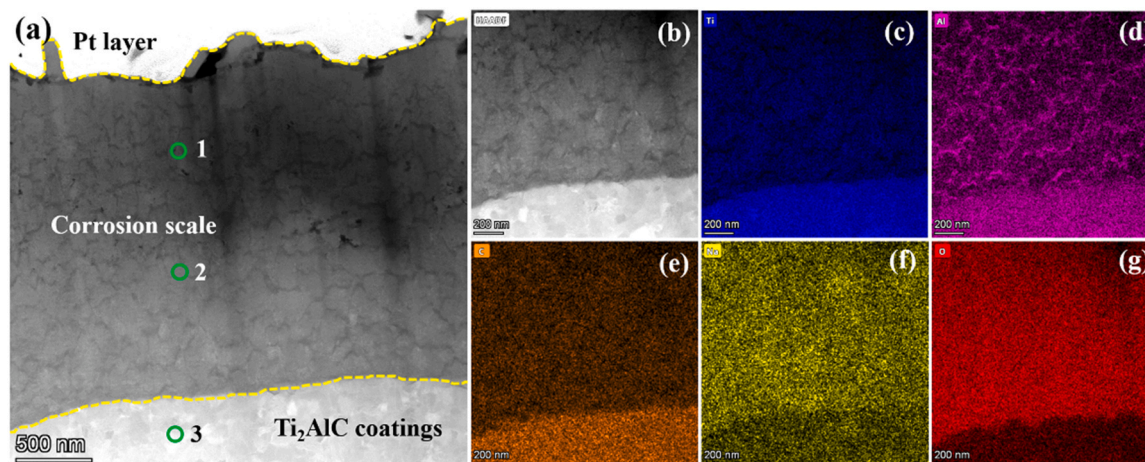 (a)
Pt layer
1
Corrosion scale
2
3
Ti₂AlC coatings
500 nm
HAADF
(b)
200 nm
Ti
(c)
200 nm
Al
(d)
200 nm
C
(e)
200 nm
(f)
200 nm
O
(g)
200 nm